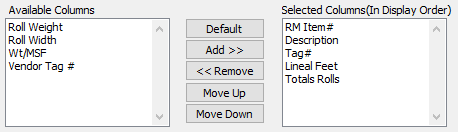 Available Columns
Roll Weight
Roll Width
Wt/MSF
Vendor Tag #
Default
Add >>
<< Remove
Move Up
Move Down
Selected Columns(In Display Order)
RM Item#
Description
Tag#
Lineal Feet
Totals Rolls